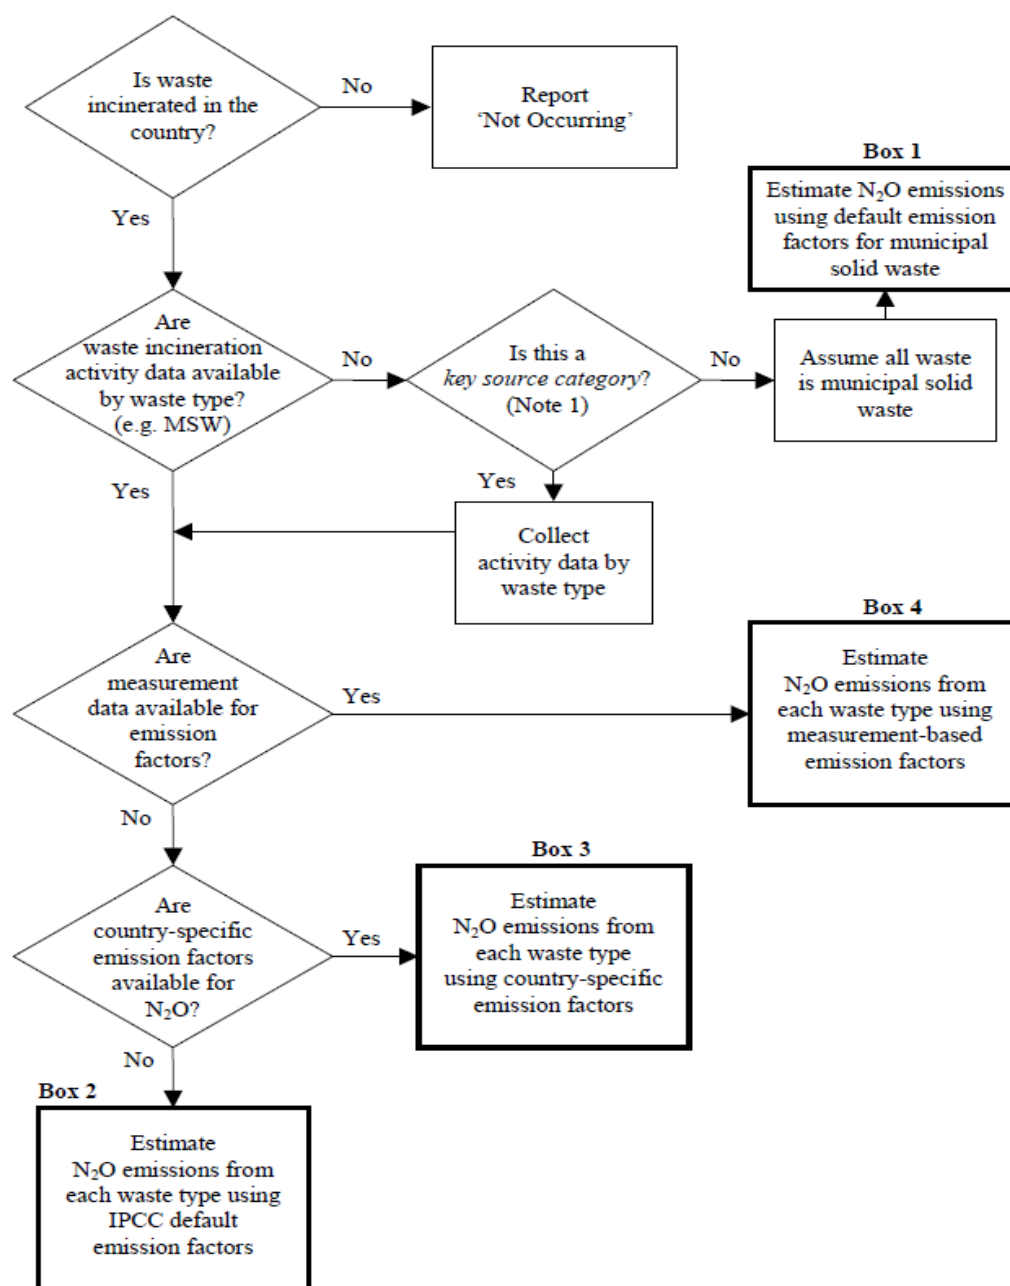 Is waste
incinerated in the
country?
No
Report
‘Not Occurring’
Yes
Box 1
Estimate N₂O emissions
using default emission
factors for municipal
solid waste
Are
waste incineration
activity data available
by waste type?
(e.g. MSW)
No
Is this a
key source category?
(Note 1)
No
Assume all waste
is municipal solid
waste
Yes
Yes
Collect
activity data by
waste type
Are
measurement
data available for
emission
factors?
Yes
Box 4
Estimate
N₂O emissions from
each waste type using
measurement-based
emission factors
No
Are
country-specific
emission factors
available for
N₂O?
Yes
Box 3
Estimate
N₂O emissions from
each waste type
using country-specific
emission factors
No
Box 2
Estimate
N₂O emissions from
each waste type using
IPCC default
emission factors